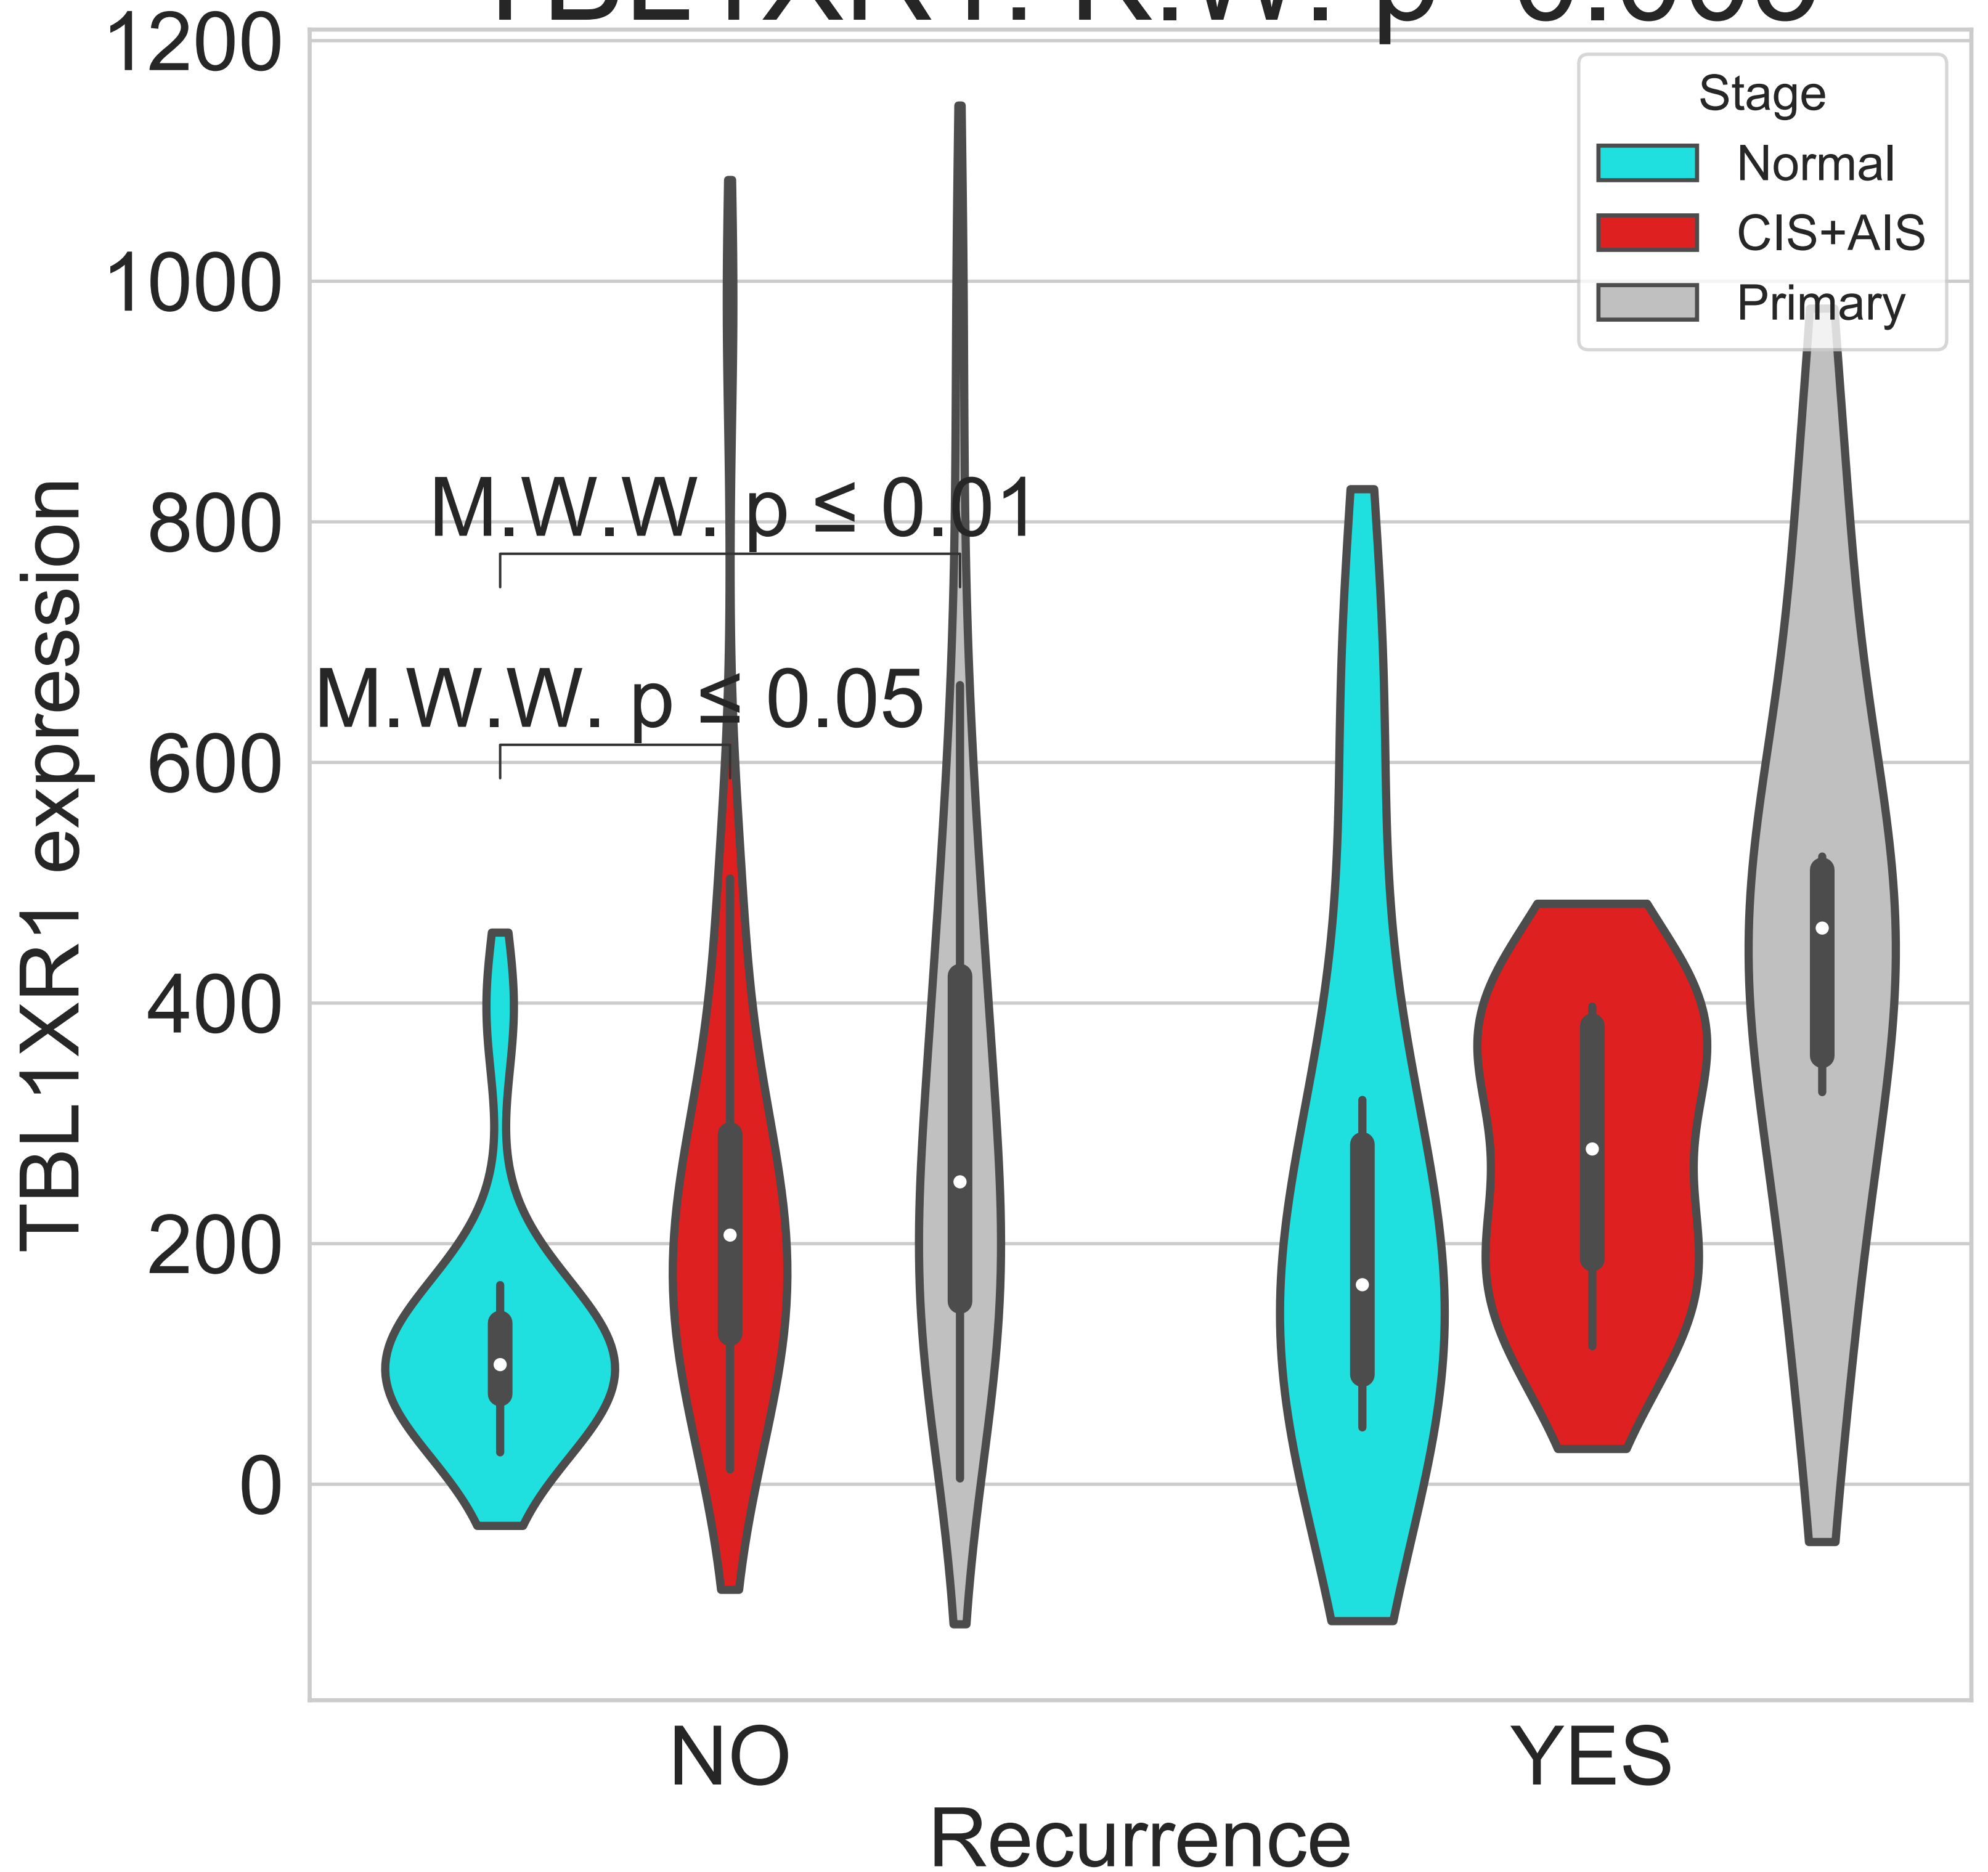 1200
1000
800
600
400
200
0
TBL1XR1 expression
Stage
Normal
CIS+AIS
Primary
M.W.W. p ≤ 0.01
M.W.W. p ≤ 0.05
NO
YES
Recurrence